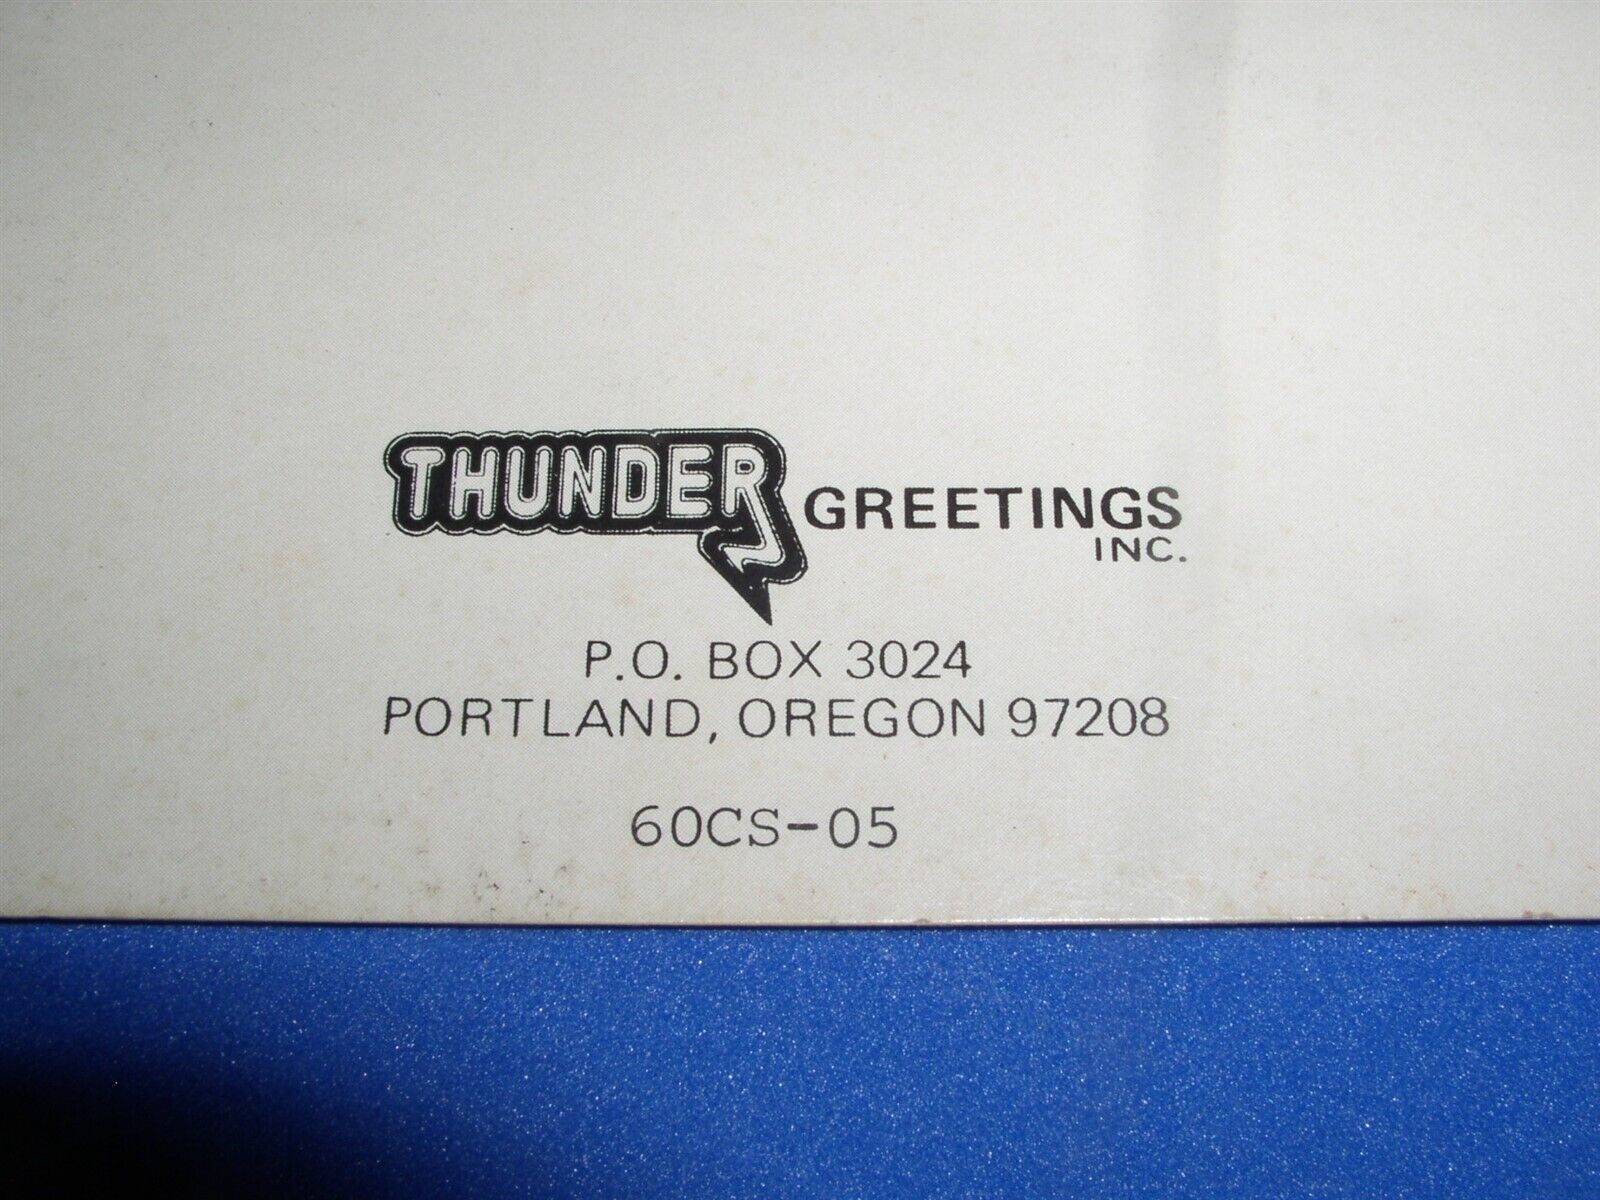 THUNDER GREETINGS
INC.
P.O. BOX 3024
PORTLAND, OREGON 97208
60CS-05